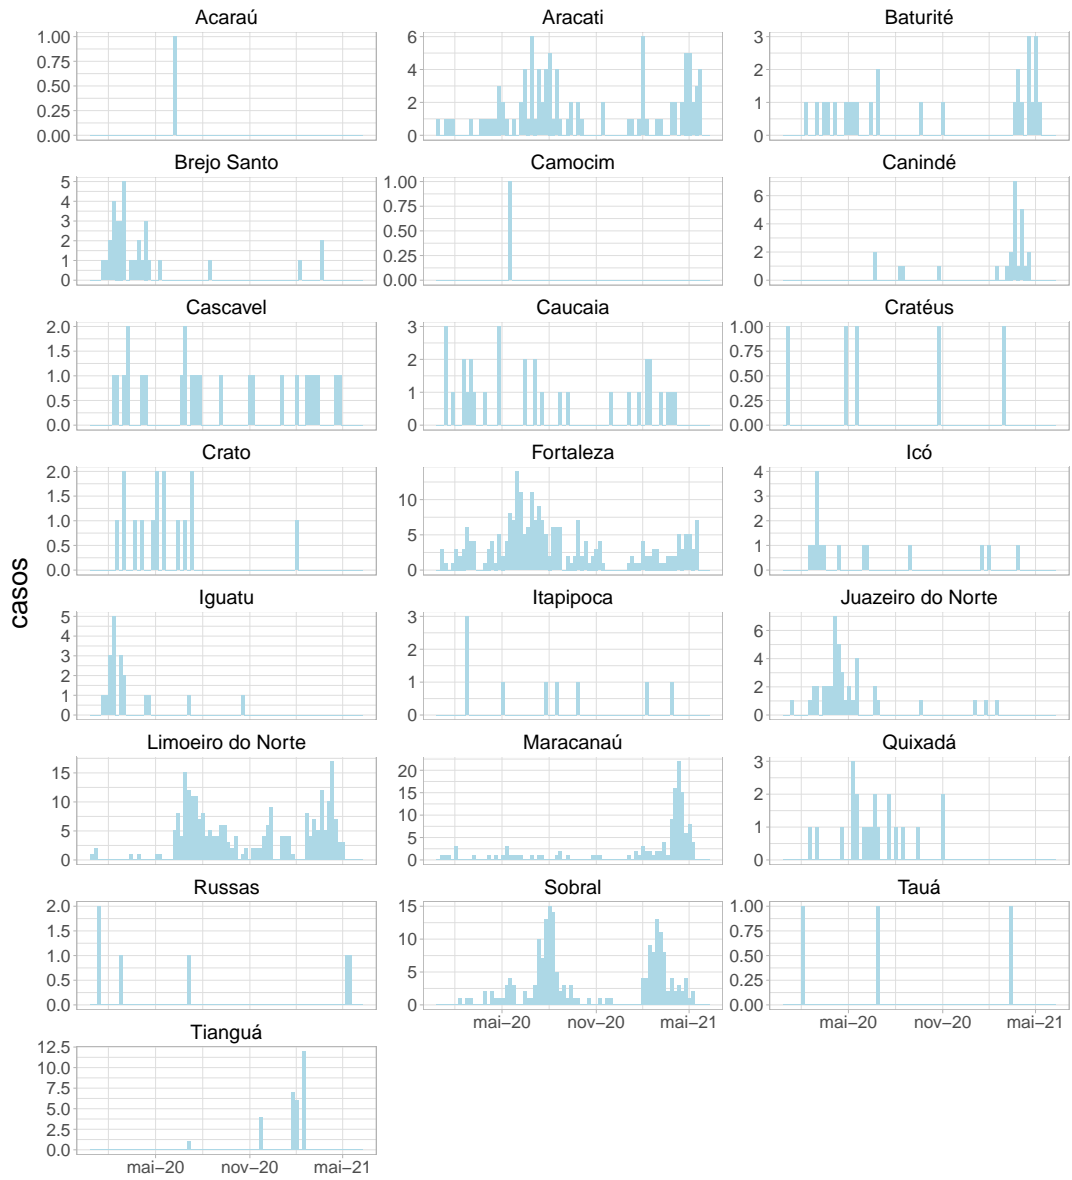 Acaraú Aracati Baturité
1.00 0.75 0.50 0.25 0.00
6 4 2 0
3 2 1 0
Brejo Santo Camocim Canindé
5 4 3 2 1 0
1.00 0.75 0.50 0.25 0.00
6 4 2 0
Cascavel Caucaia Cratéus
2.0 1.5 1.0 0.5 0.0
3 2 1 0
1.00 0.75 0.50 0.25 0.00
Crato Fortaleza Icó
2.0 1.5 1.0 0.5 0.0
10 5 0
4 3 2 1 0
casos
Iguatu Itapipoca Juazeiro do Norte
5 4 3 2 1 0
3 2 1 0
6 4 2 0
Limoeiro do Norte Maracanaú Quixadá
15 10 5 0
20 15 10 5 0
3 2 1 0
Russas Sobral Tauá
2.0 1.5 1.0 0.5 0.0
15 10 5 0
1.00 0.75 0.50 0.25 0.00
mai−20 nov−20 mai−21 mai−20 nov−20 mai−21
Tianguá
12.5 10.0 7.5 5.0 2.5 0.0
mai−20 nov−20 mai−21